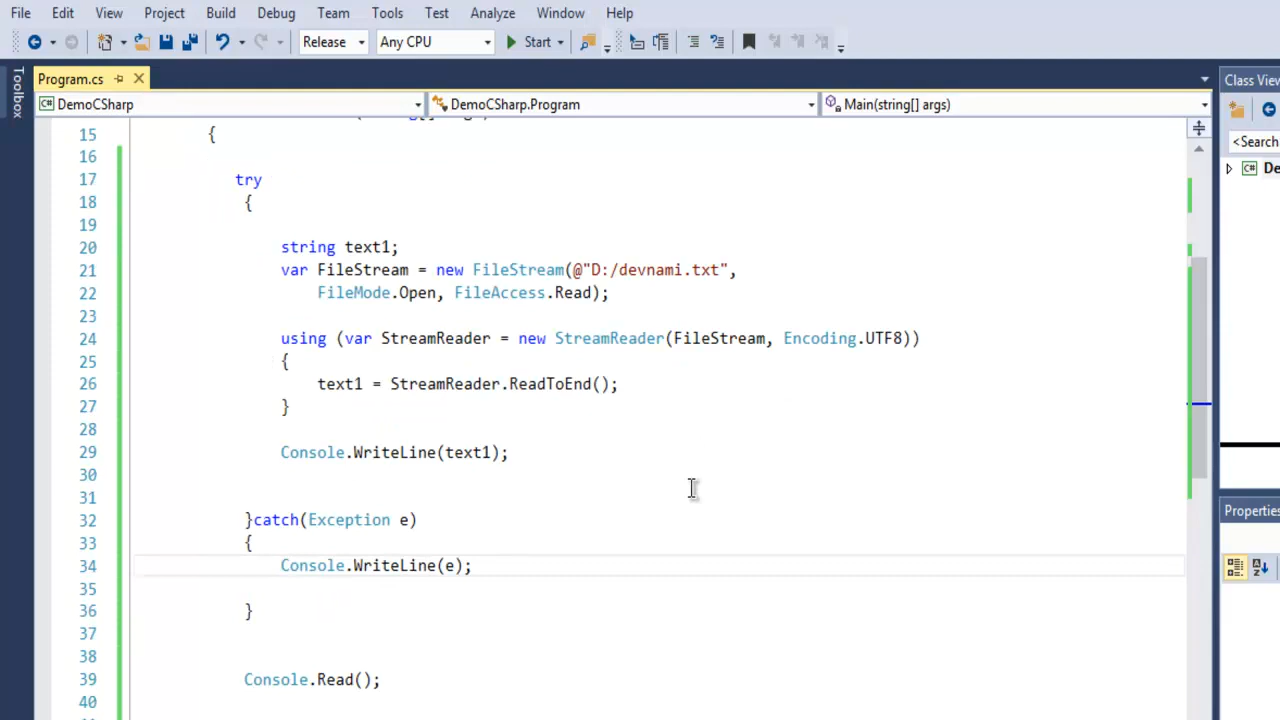 File Edit View Project Build Debug Team Tools Test Analyze Window Help
Release Any CPU Start
Toolbox
Program.cs
Class View
DemoCSharp DemoCSharp.Program Main(string[] args)
<Search
15 {
16
17 try
18 {
19
20 string text1;
21 var FileStream = new FileStream(@"D:/devnami.txt",
22 FileMode.Open, FileAccess.Read);
23
24 using (var StreamReader = new StreamReader(FileStream, Encoding.UTF8))
25 {
26 text1 = StreamReader.ReadToEnd();
27 }
28
29 Console.WriteLine(text1);
30
31
32 }catch(Exception e)
33 {
34 Console.WriteLine(e);
35
36 }
37
38
39 Console.Read();
40
De
Properties